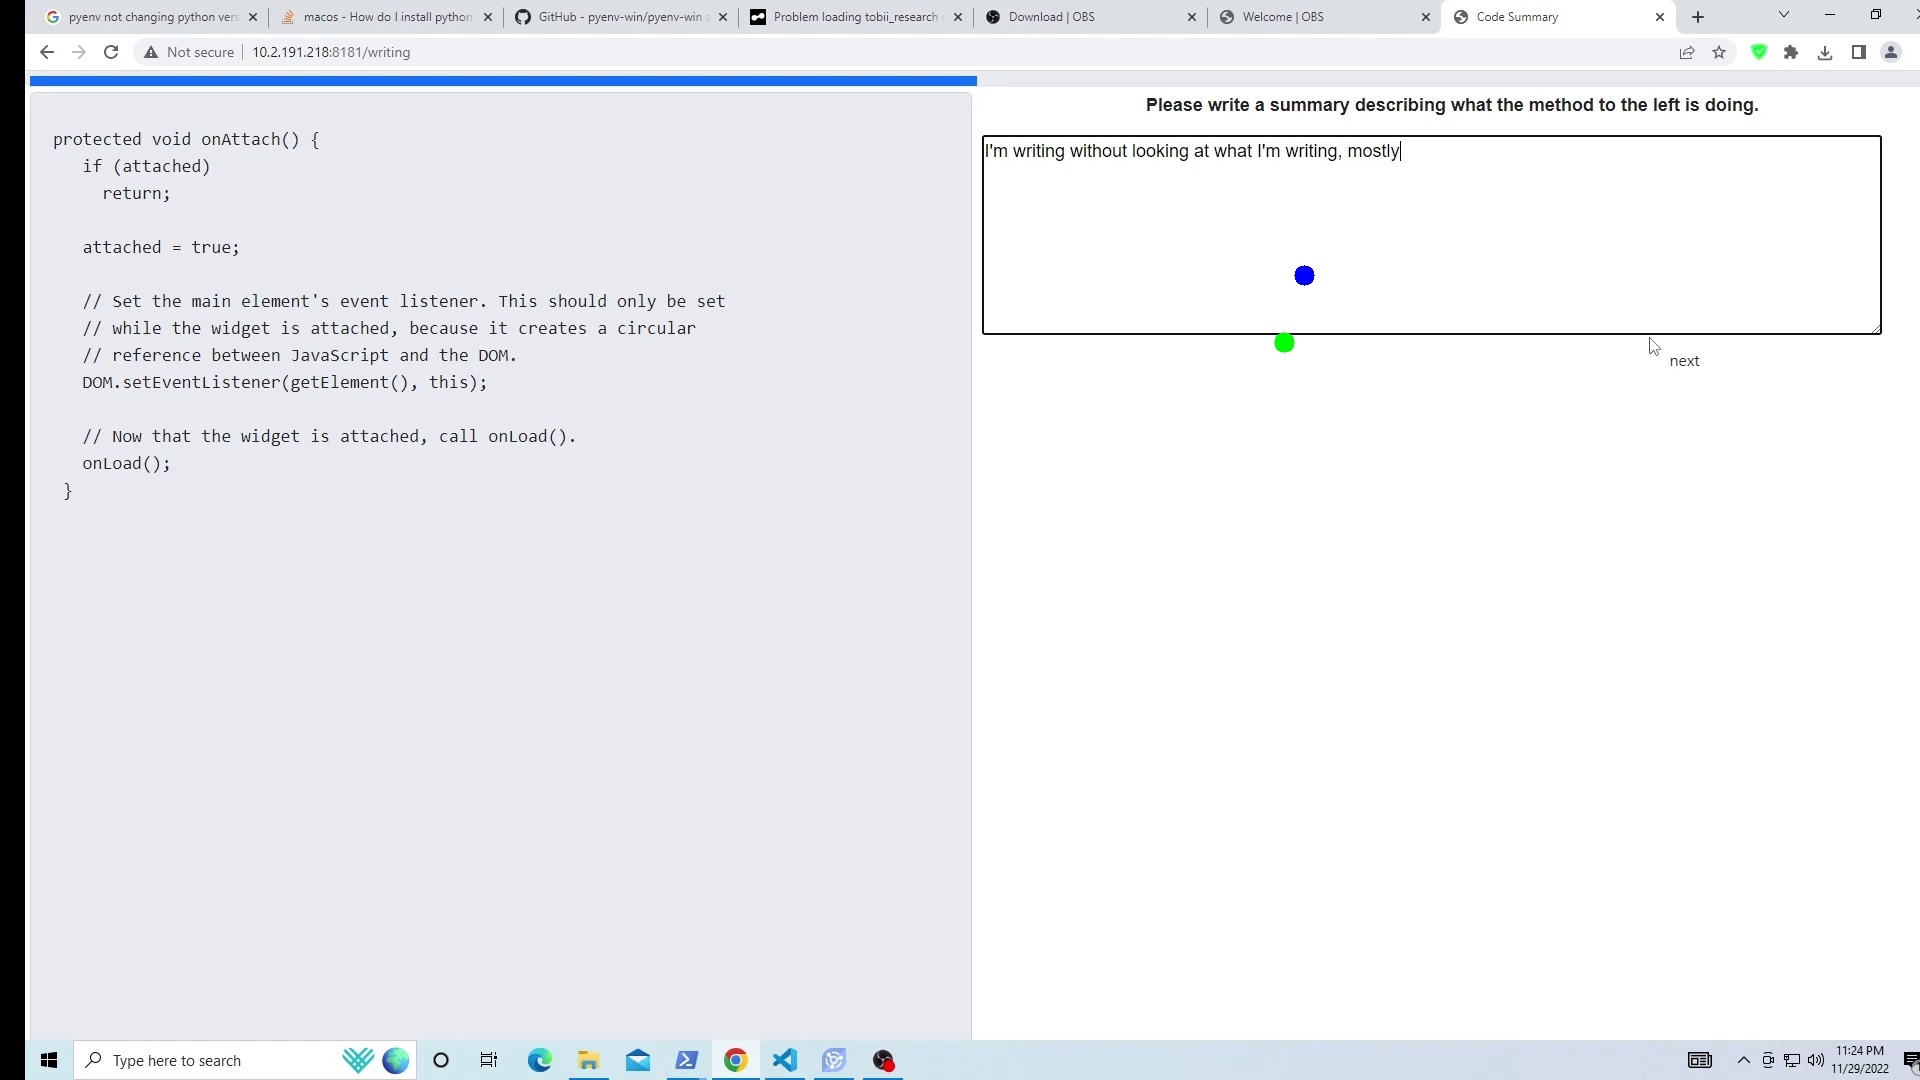 pyenv not changing python vers
macos - How do I install python
GitHub - pyenv-win/pyenv-win a
Problem loading tobii_research
Download | OBS
Welcome | OBS
Code Summary
Not secure
10.2.191.218:8181/writing
protected void onAttach() {
if (attached)
return;
attached = true;
// Set the main element's event listener. This should only be set
// while the widget is attached, because it creates a circular
// reference between JavaScript and the DOM.
DOM.setEventListener(getElement(), this);
// Now that the widget is attached, call onLoad().
onLoad();
}
Please write a summary describing what the method to the left is doing.
I'm writing without looking at what I'm writing, mostly
next
Type here to search
11:24 PM
11/29/2022